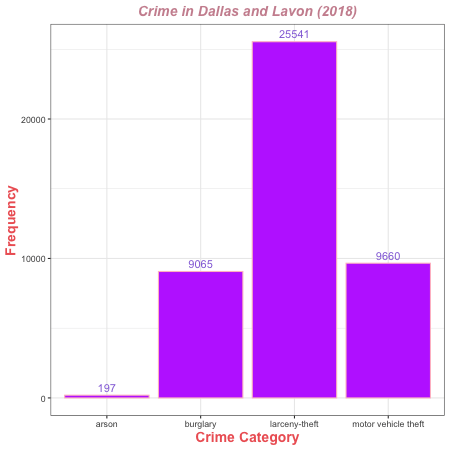 Crime in Dallas and Lavon (2018)
25541
20000
Frequency
10000
9065
9660
197
0
arson
burglary
larceny-theft
motor vehicle theft
Crime Category